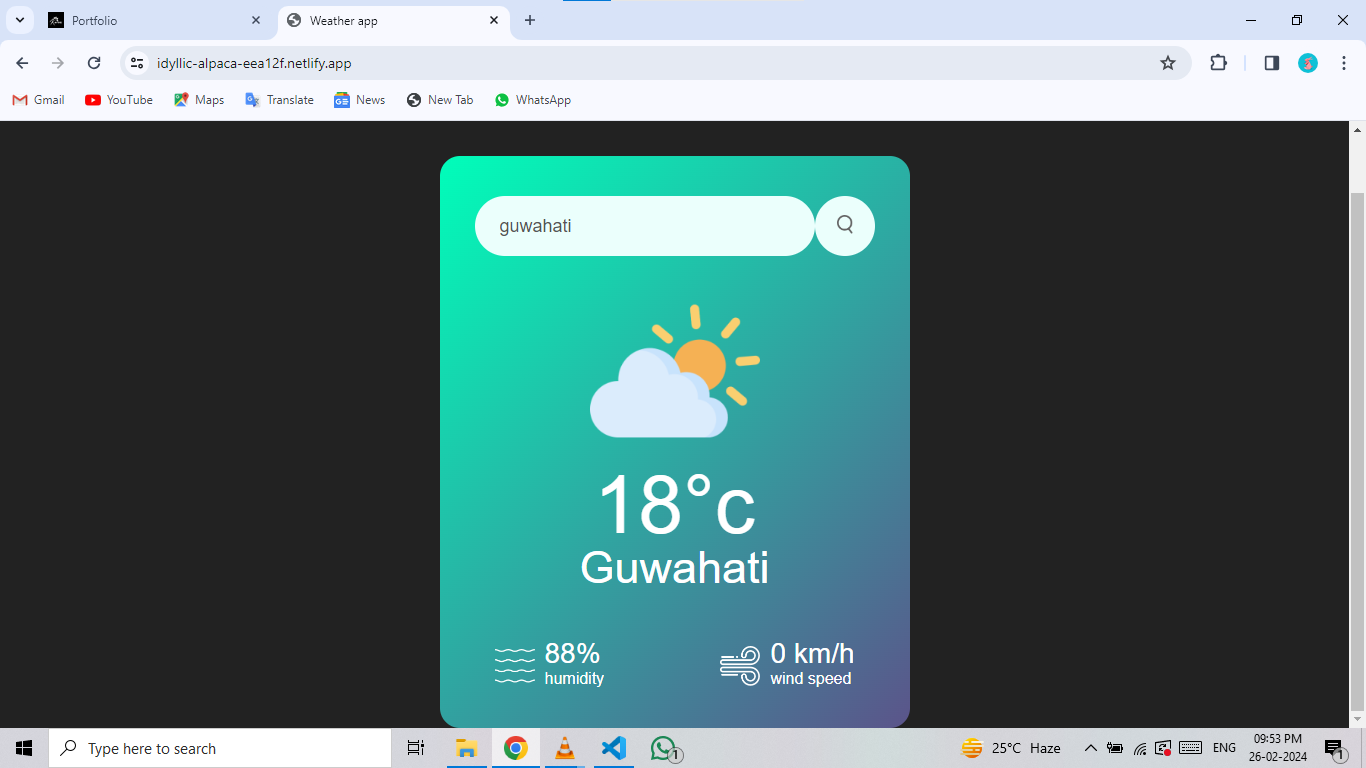 Portfolio
Weather app
idyllic-alpaca-eea12f.netlify.app
Gmail
YouTube
Maps
Translate
News
New Tab
WhatsApp
guwahati
18°c
Guwahati
88%
humidity
0 km/h
wind speed
Type here to search
1
25°C Haze
ENG
09:53 PM
26-02-2024
1